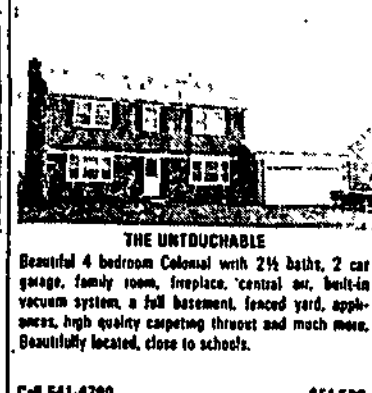 THE UNTOUCHABLE
Beautiful 4 bedroom Colonial with 2½ baths, 2 car
garage, family room, fireplace, central air, built-in
vacuum system, a full basement, fenced yard, appli-
ances, high quality carpeting thruout and much more.
Beautifully located, close to schools.
Call